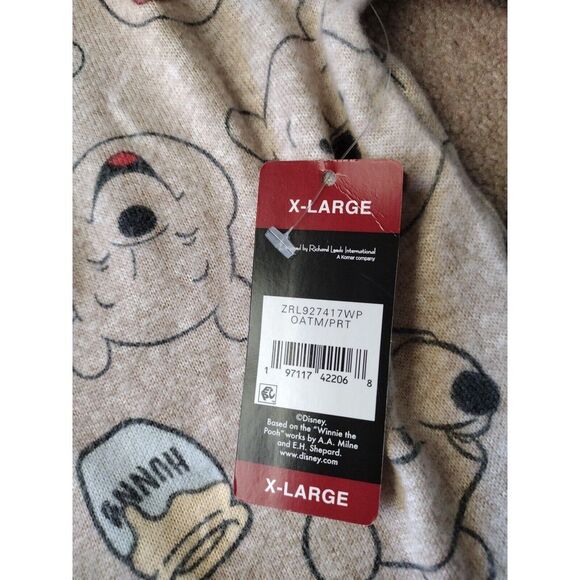 X-LARGE
by Richard Leeds International
A Komar company
ZRL927417WP
OATM/PRT
1 97117 42206 8
©Disney.
Based on the "Winnie the
Pooh" works by A.A. Milne
and E.H. Shepard.
www.disney.com
X-LARGE
HUNNY